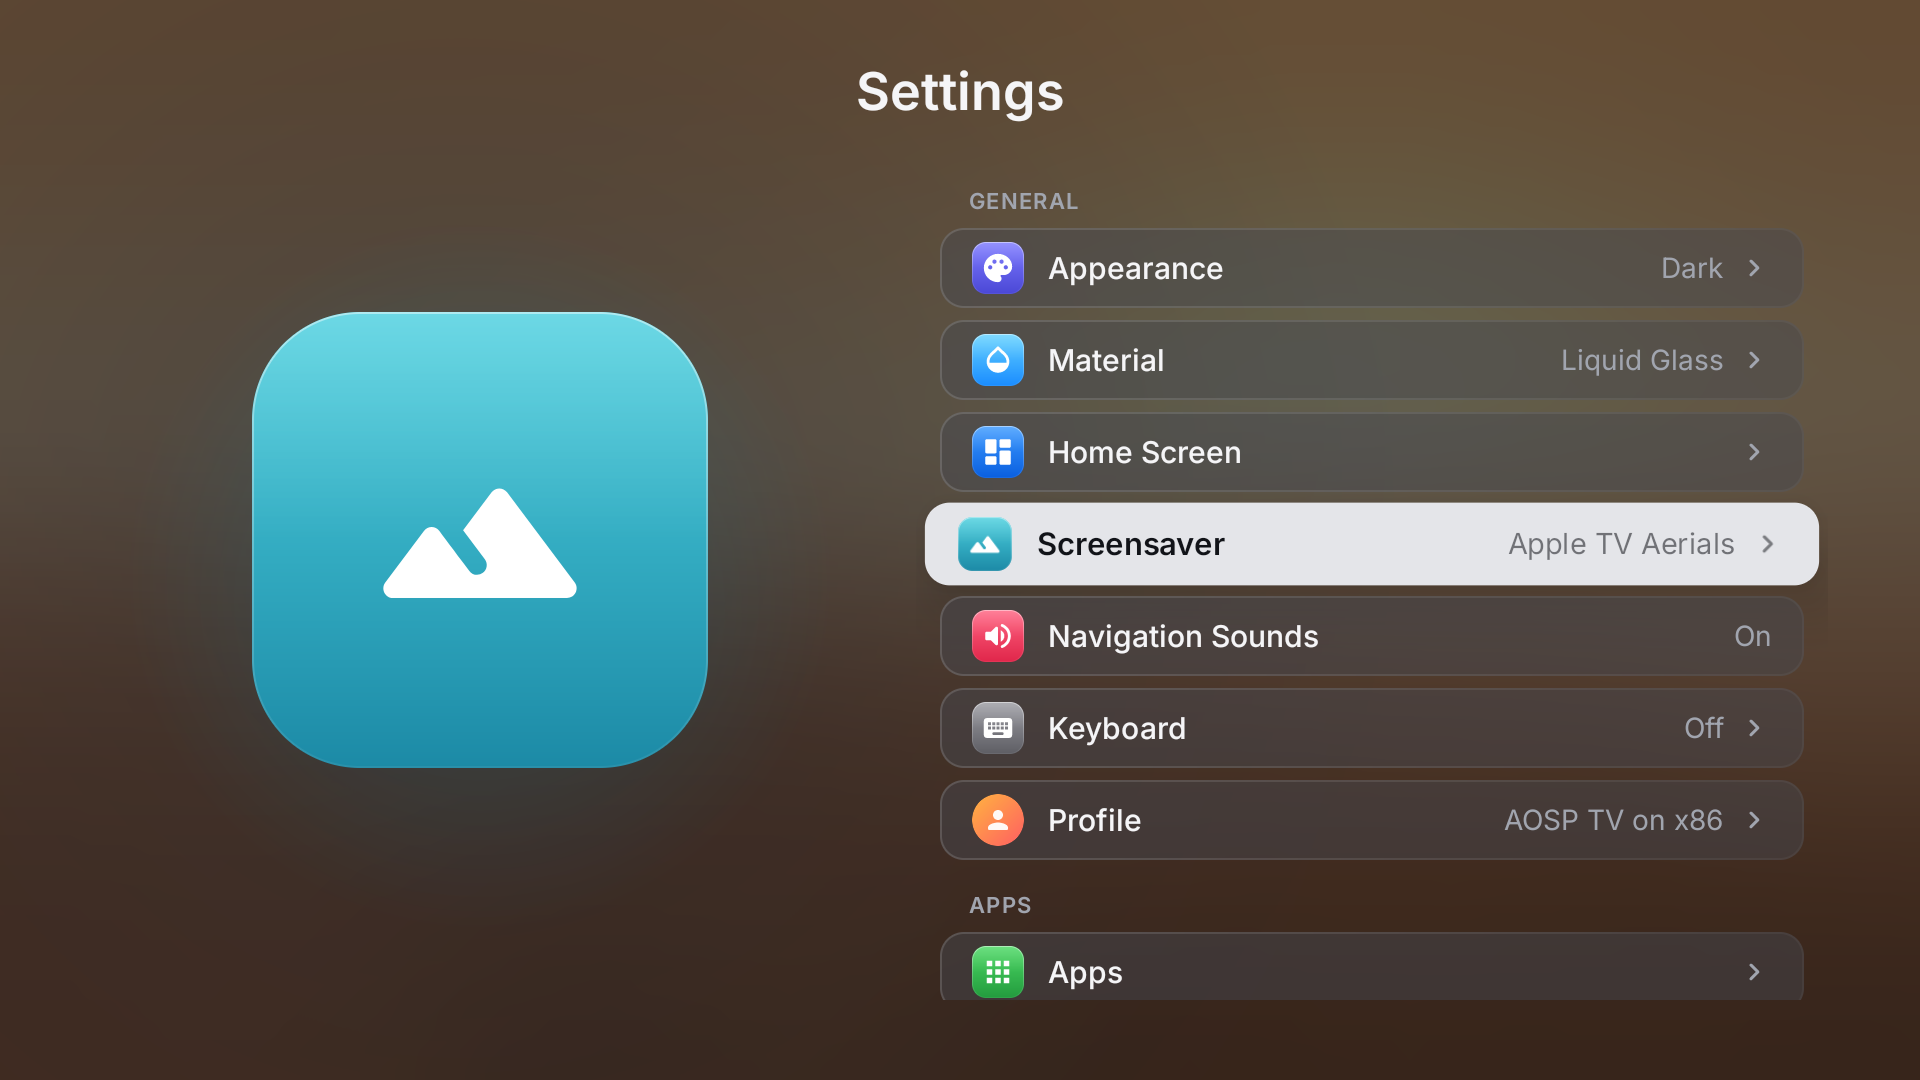 Settings
GENERAL
Appearance Dark
Material Liquid Glass
Home Screen
Screensaver Apple TV Aerials
Navigation Sounds On
Keyboard Off
Profile AOSP TV on x86
APPS
Apps